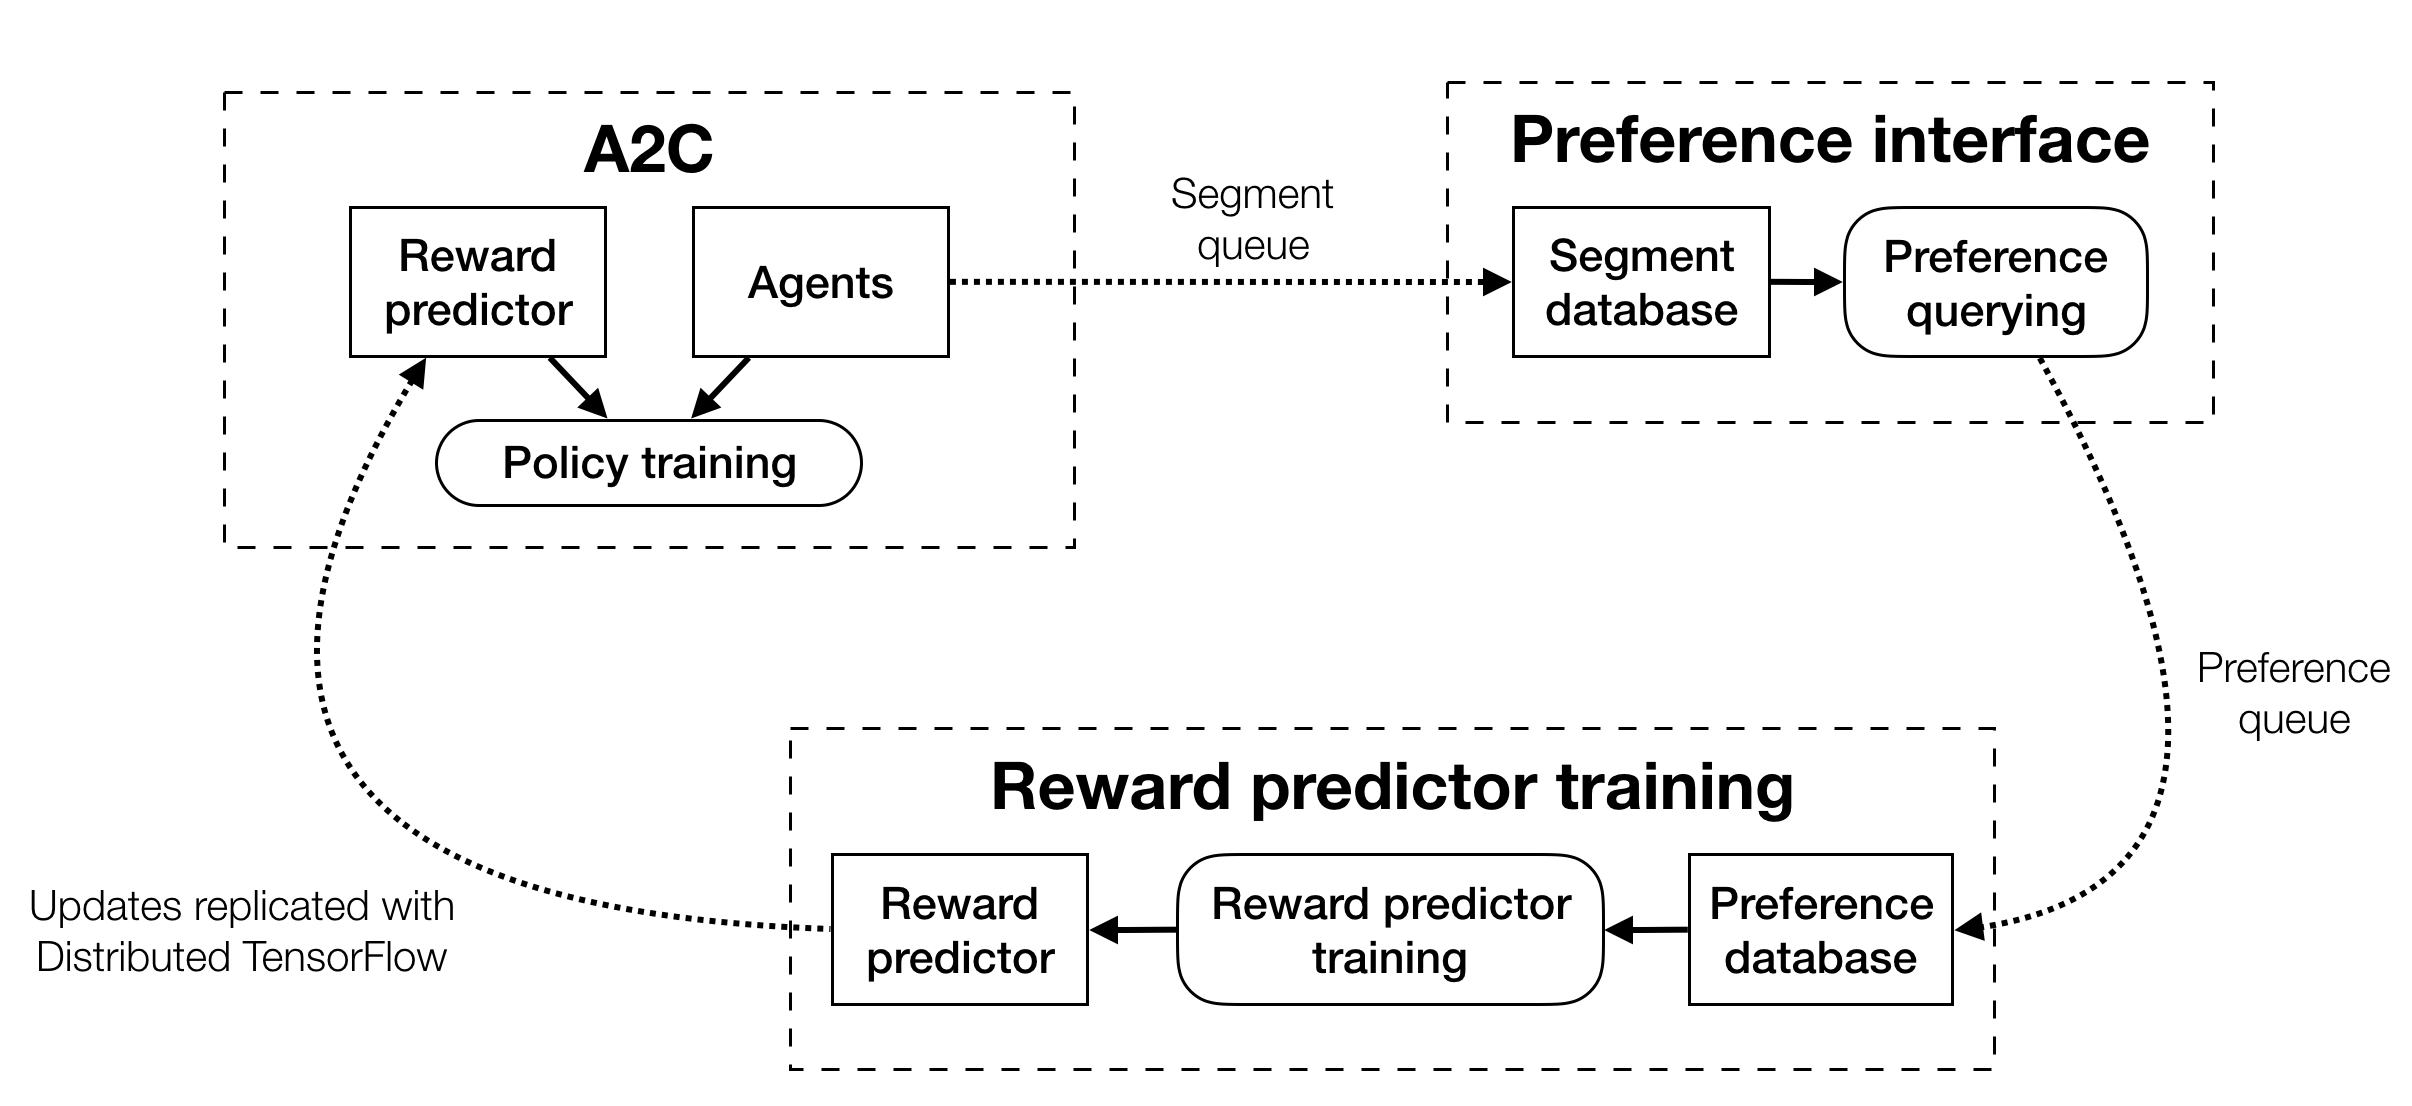 A2C
Reward
predictor
Agents
Policy training
Segment
queue
Preference interface
Segment
database
Preference
querying
Preference
queue
Reward predictor training
Reward
predictor
Reward predictor
training
Preference
database
Updates replicated with
Distributed TensorFlow